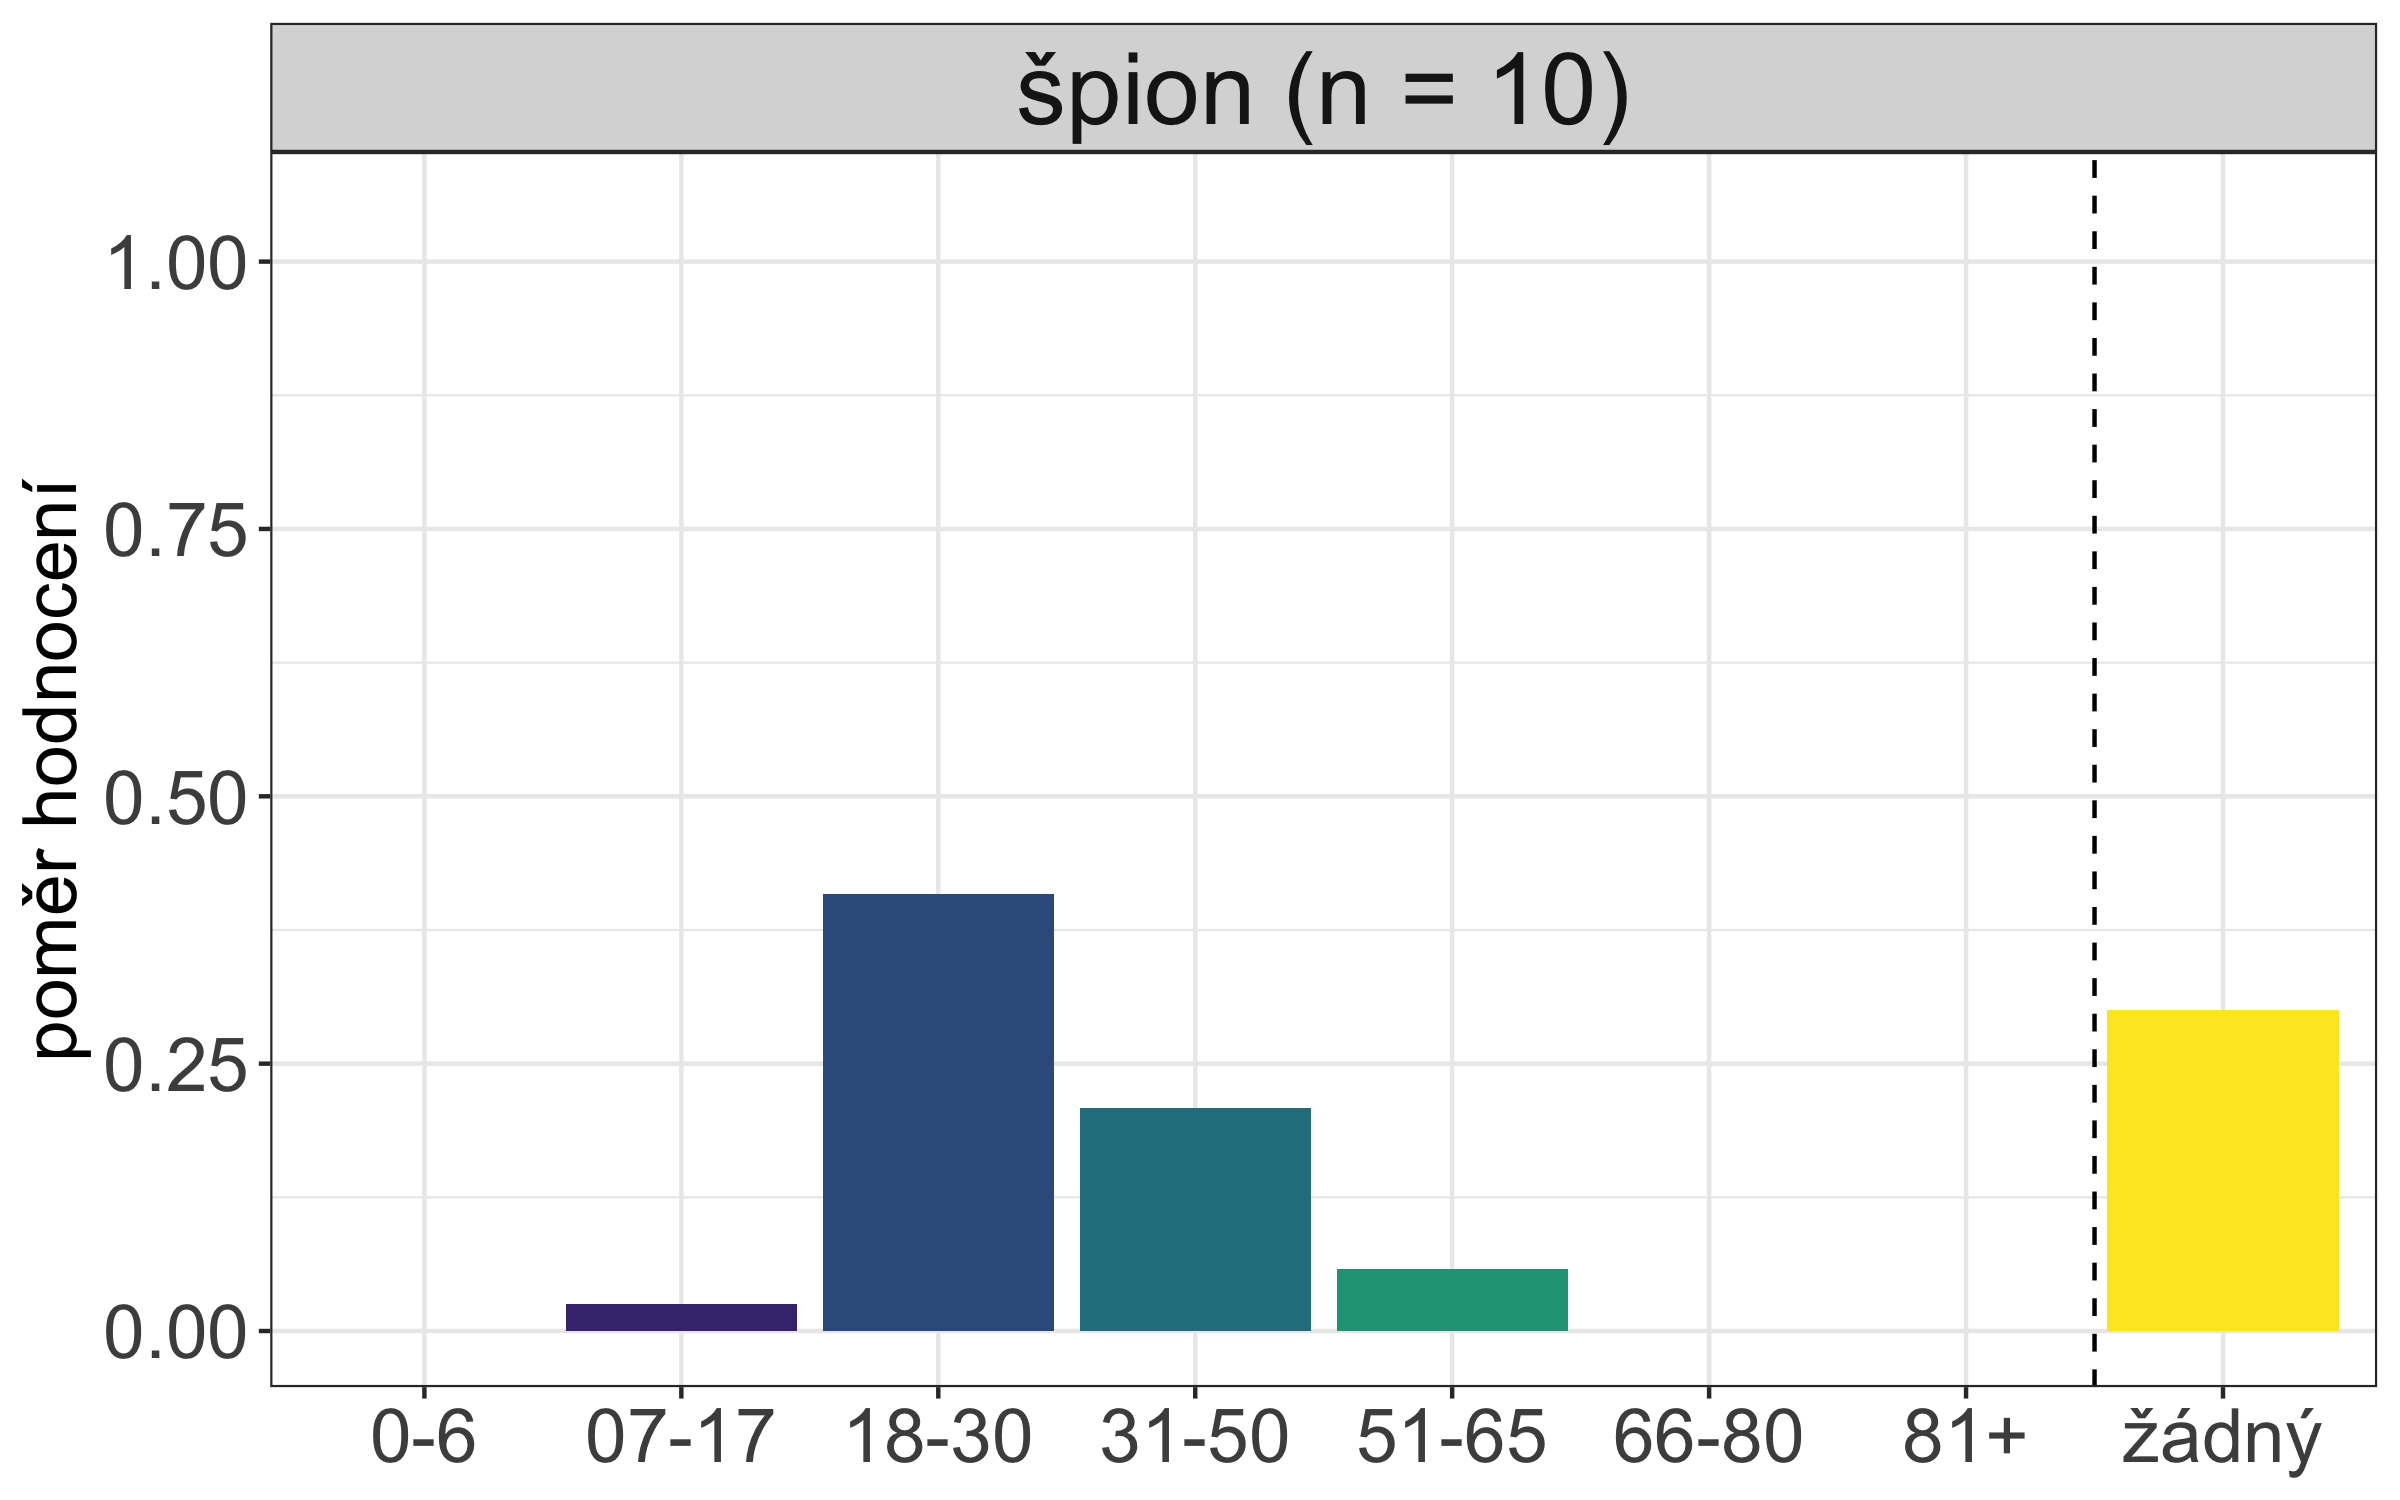 špion (n = 10)
poměr hodnocení
1.00
0.75
0.50
0.25
0.00
0-6 07-17 18-30 31-50 51-65 66-80 81+ žádný